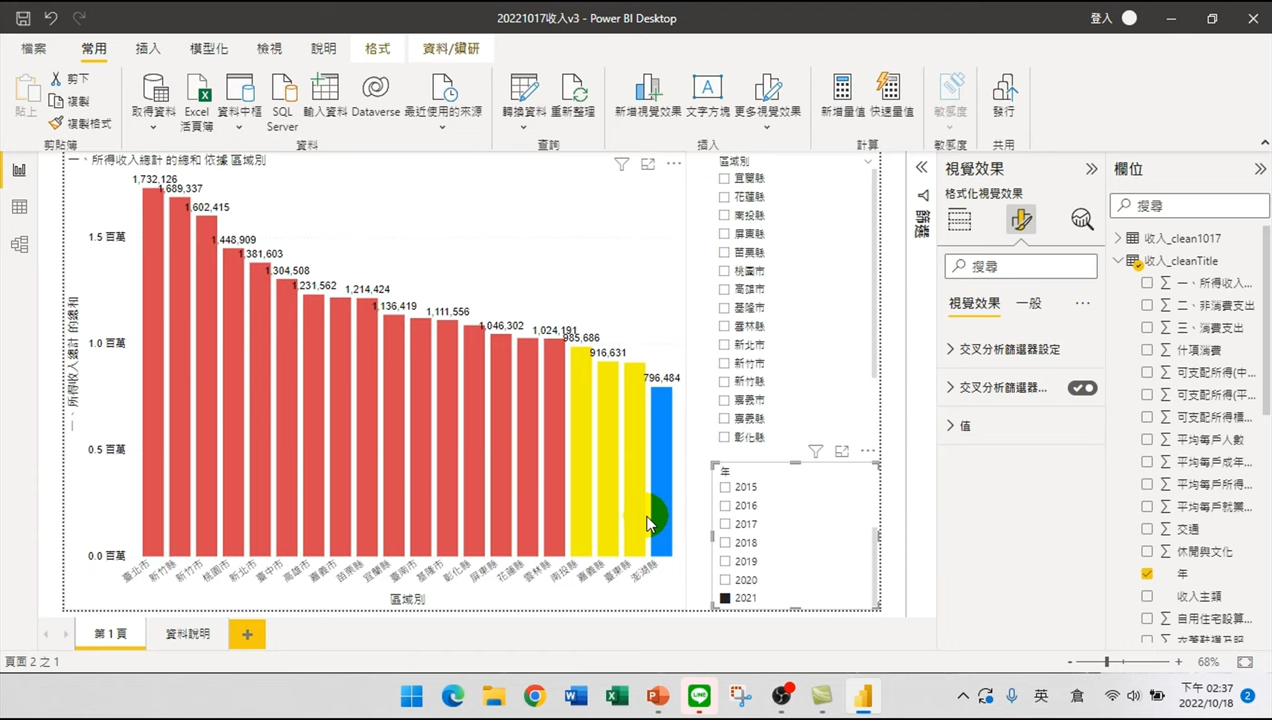 20221017收入v3 - Power BI Desktop
登入
檔案 常用 插入 模型化 檢視 說明 格式 資料/鑽研
貼上
剪下
複製
複製格式
剪貼簿
取得資料
Excel 活頁簿
資料中樞
SQL Server
輸入資料
Dataverse
最近使用的來源
資料
轉換資料
重新整理
查詢
新增視覺效果
文字方塊
更多視覺效果
插入
新增量值
快速量值
計算
敏感度
敏感度
發行
共用
一、所得收入總計 的總和 依據 區域別
一、所得收入總計 的總和
1.5 百萬
1.0 百萬
0.5 百萬
0.0 百萬
1,732,126
1,689,337
1,602,415
1,448,909
1,381,603
1,304,508
1,231,562
1,214,424
1,136,419
1,111,556
1,046,302
1,024,191
985,686
916,631
796,484
臺北市
新竹縣
新竹市
桃園市
新北市
臺中市
高雄市
嘉義市
苗栗縣
宜蘭縣
臺南市
基隆市
彰化縣
屏東縣
花蓮縣
雲林縣
南投縣
嘉義縣
臺東縣
澎湖縣
區域別
區域別
宜蘭縣
花蓮縣
南投縣
屏東縣
苗栗縣
桃園市
高雄市
基隆市
雲林縣
新北市
新竹市
新竹縣
嘉義市
嘉義縣
彰化縣
年
2015
2016
2017
2018
2019
2020
2021
篩選
視覺效果
格式化視覺效果
搜尋
視覺效果 一般 ...
交叉分析篩選器設定
交叉分析篩選器...
值
欄位
搜尋
收入_clean1017
收入_cleanTitle
一、所得收入...
二、非消費支出
三、消費支出
什項消費
可支配所得(中...
可支配所得(平...
可支配所得標...
平均每戶人數
平均每戶成年...
平均每戶所得...
平均每戶就業...
交通
休閒與文化
年
收入主類
自用住宅設算...
第 1 頁
資料說明
頁面 2 之 1
68%
英
倉
下午 02:37
2022/10/18
2